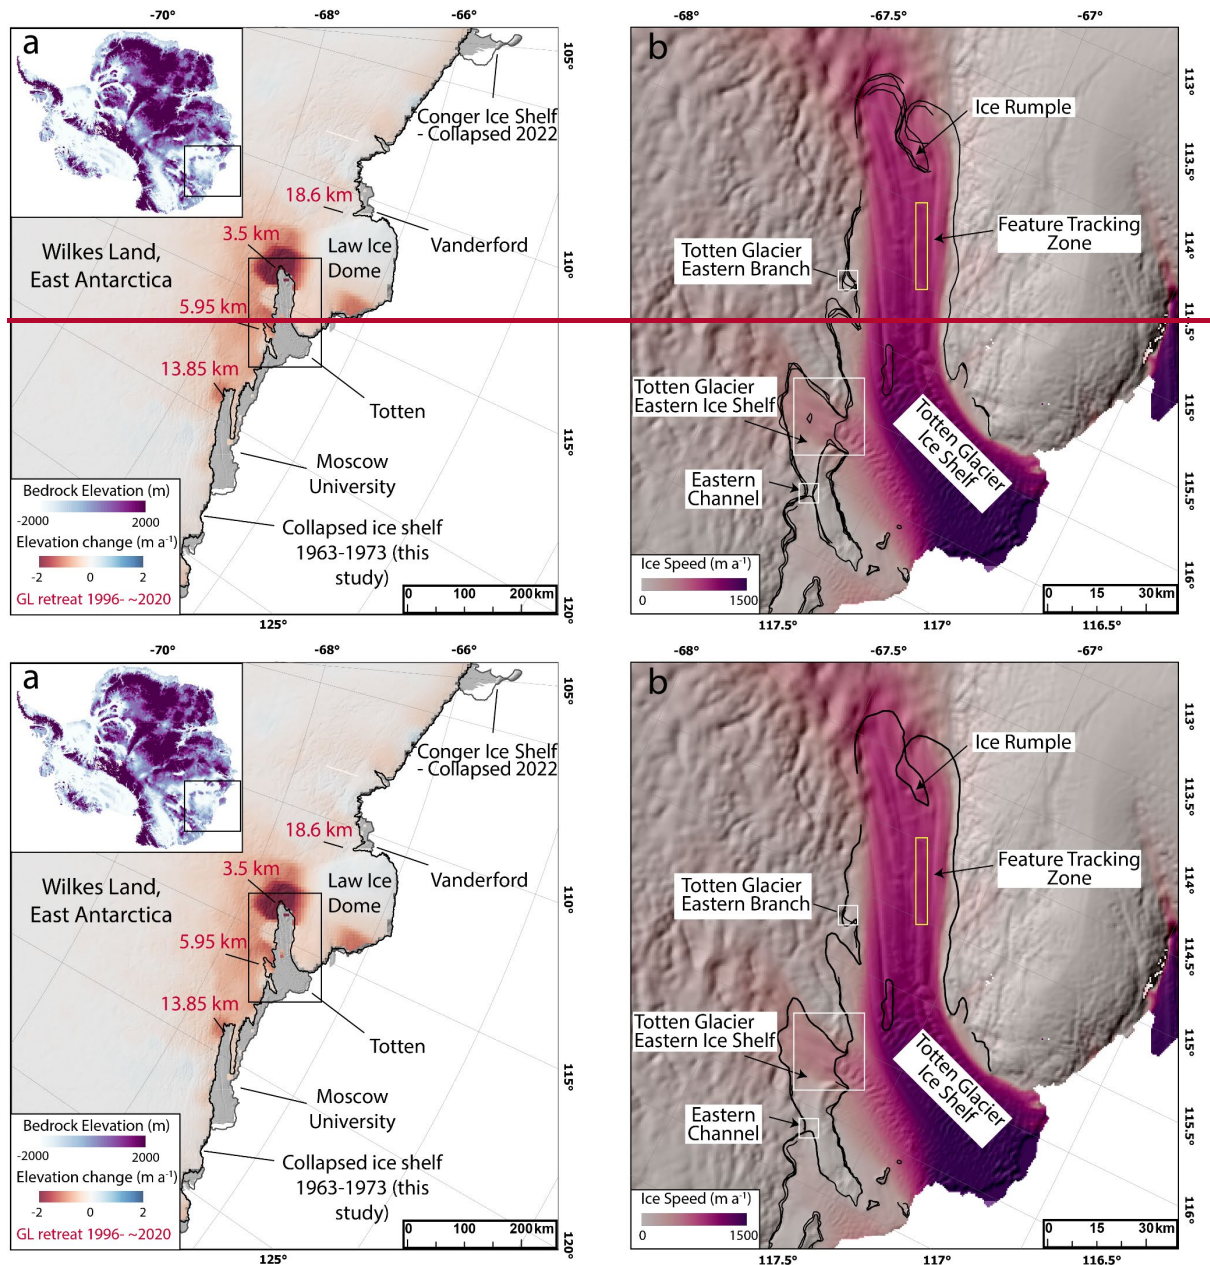 -70°
-68°
-66°
a
105°
Conger Ice Shelf
- Collapsed 2022
18.6 km
3.5 km
Vanderford
Law Ice
Dome
Wilkes Land,
East Antarctica
110°
5.95 km
13.85 km
Totten
115°
Moscow
University
Bedrock Elevation (m)
-2000
2000
Elevation change (m a⁻¹)
-2
0
2
GL retreat 1996- ~2020
Collapsed ice shelf
1963-1973 (this
study)
0
100
200 km
120°
125°
-68°
-67.5°
-67°
b
113°
Ice Rumple
113.5°
Feature Tracking
Zone
114°
Totten Glacier
Eastern Branch
Totten Glacier
Eastern Ice Shelf
115°
Totten Glacier
Ice Shelf
Eastern
Channel
115.5°
Ice Speed (m a⁻¹)
0
1500
116°
0
15
30 km
117.5°
117°
116.5°
-70°
-68°
-66°
a
105°
Conger Ice Shelf
- Collapsed 2022
18.6 km
3.5 km
Vanderford
Law Ice
Dome
Wilkes Land,
East Antarctica
110°
5.95 km
13.85 km
Totten
115°
Moscow
University
Bedrock Elevation (m)
-2000
2000
Elevation change (m a⁻¹)
-2
0
2
GL retreat 1996- ~2020
Collapsed ice shelf
1963-1973 (this
study)
0
100
200 km
120°
125°
-68°
-67.5°
-67°
b
113°
Ice Rumple
113.5°
Feature Tracking
Zone
114°
Totten Glacier
Eastern Branch
114.5°
Totten Glacier
Eastern Ice Shelf
115°
Totten Glacier
Ice Shelf
Eastern
Channel
115.5°
Ice Speed (m a⁻¹)
0
1500
116°
0
15
30 km
117.5°
117°
116.5°